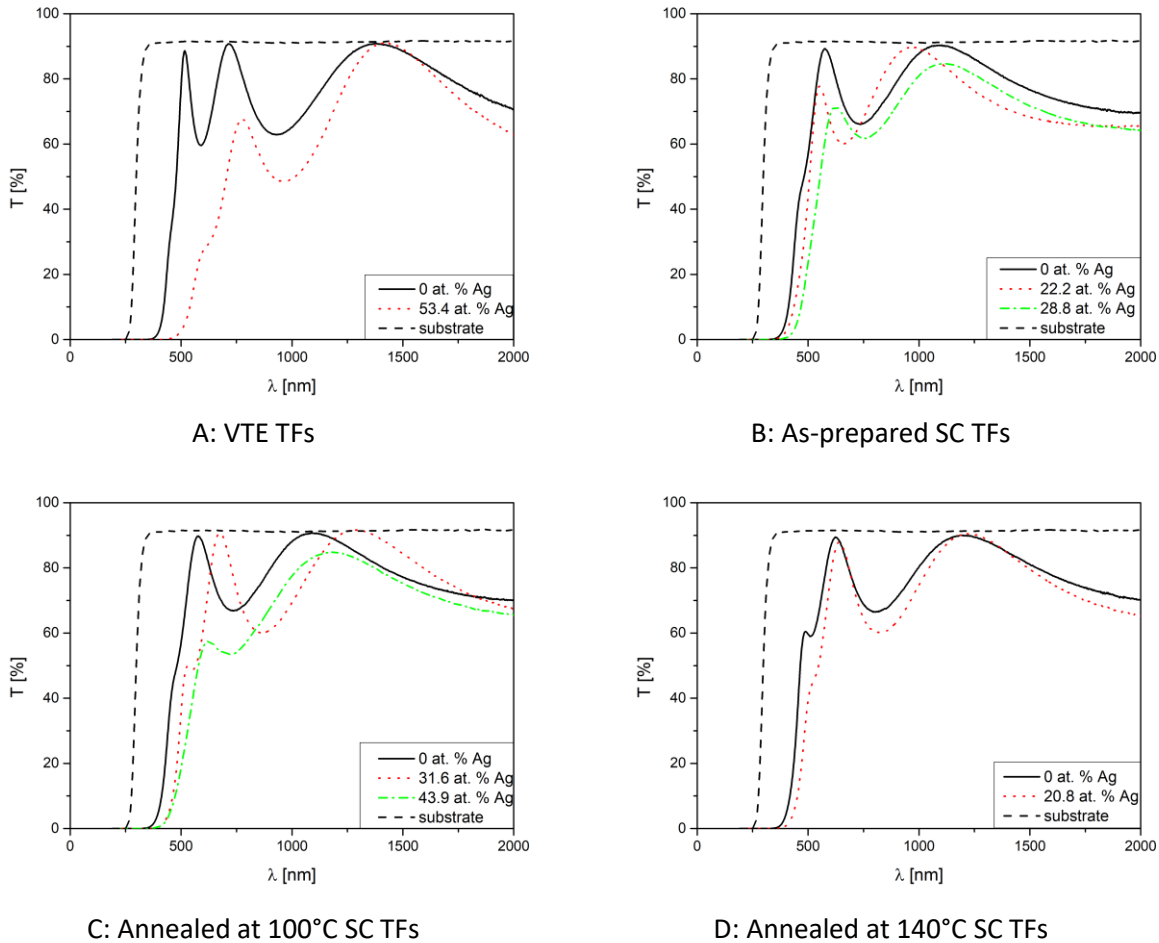 100
80
60
40
20
0
T [%]
0 at. % Ag
53.4 at. % Ag
substrate
0 500 1000 1500 2000
λ [nm]
A: VTE TFs
100
80
60
40
20
0
T [%]
0 at. % Ag
22.2 at. % Ag
28.8 at. % Ag
substrate
0 500 1000 1500 2000
λ [nm]
B: As-prepared SC TFs
100
80
60
40
20
0
T [%]
0 at. % Ag
31.6 at. % Ag
43.9 at. % Ag
substrate
0 500 1000 1500 2000
λ [nm]
C: Annealed at 100°C SC TFs
100
80
60
40
20
0
T [%]
0 at. % Ag
20.8 at. % Ag
substrate
0 500 1000 1500 2000
λ [nm]
D: Annealed at 140°C SC TFs